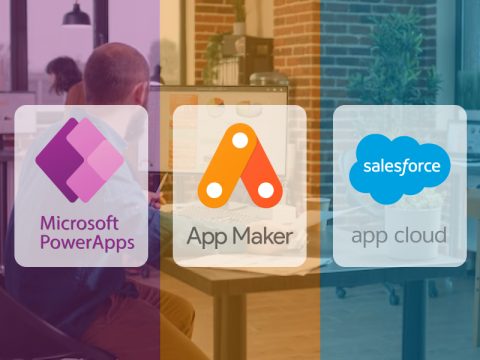 Microsoft
PowerApps
App Maker
salesforce
app cloud